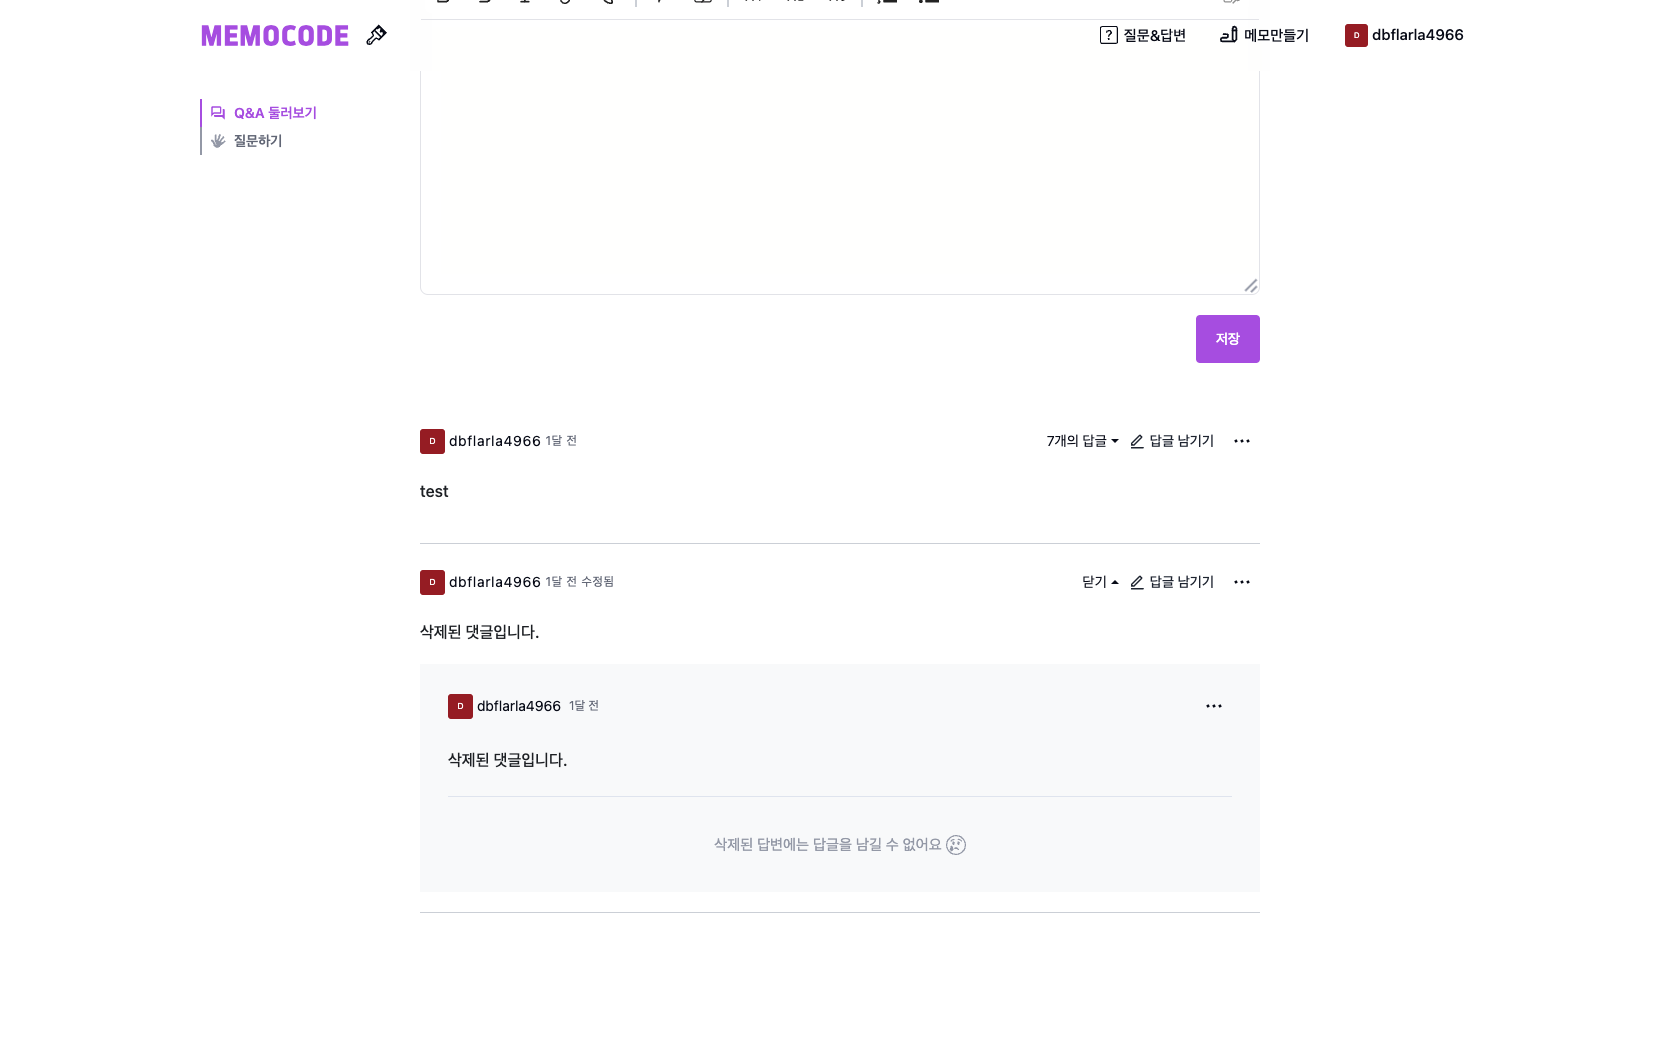 MEMOCODE
질문&답변
메모만들기
D dbflarla4966
Q&A 둘러보기
질문하기
저장
D dbflarla4966 1달 전
7개의 답글
답글 남기기
test
D dbflarla4966 1달 전 수정됨
닫기
답글 남기기
삭제된 댓글입니다.
D dbflarla4966 1달 전
삭제된 댓글입니다.
삭제된 답변에는 답글을 남길 수 없어요